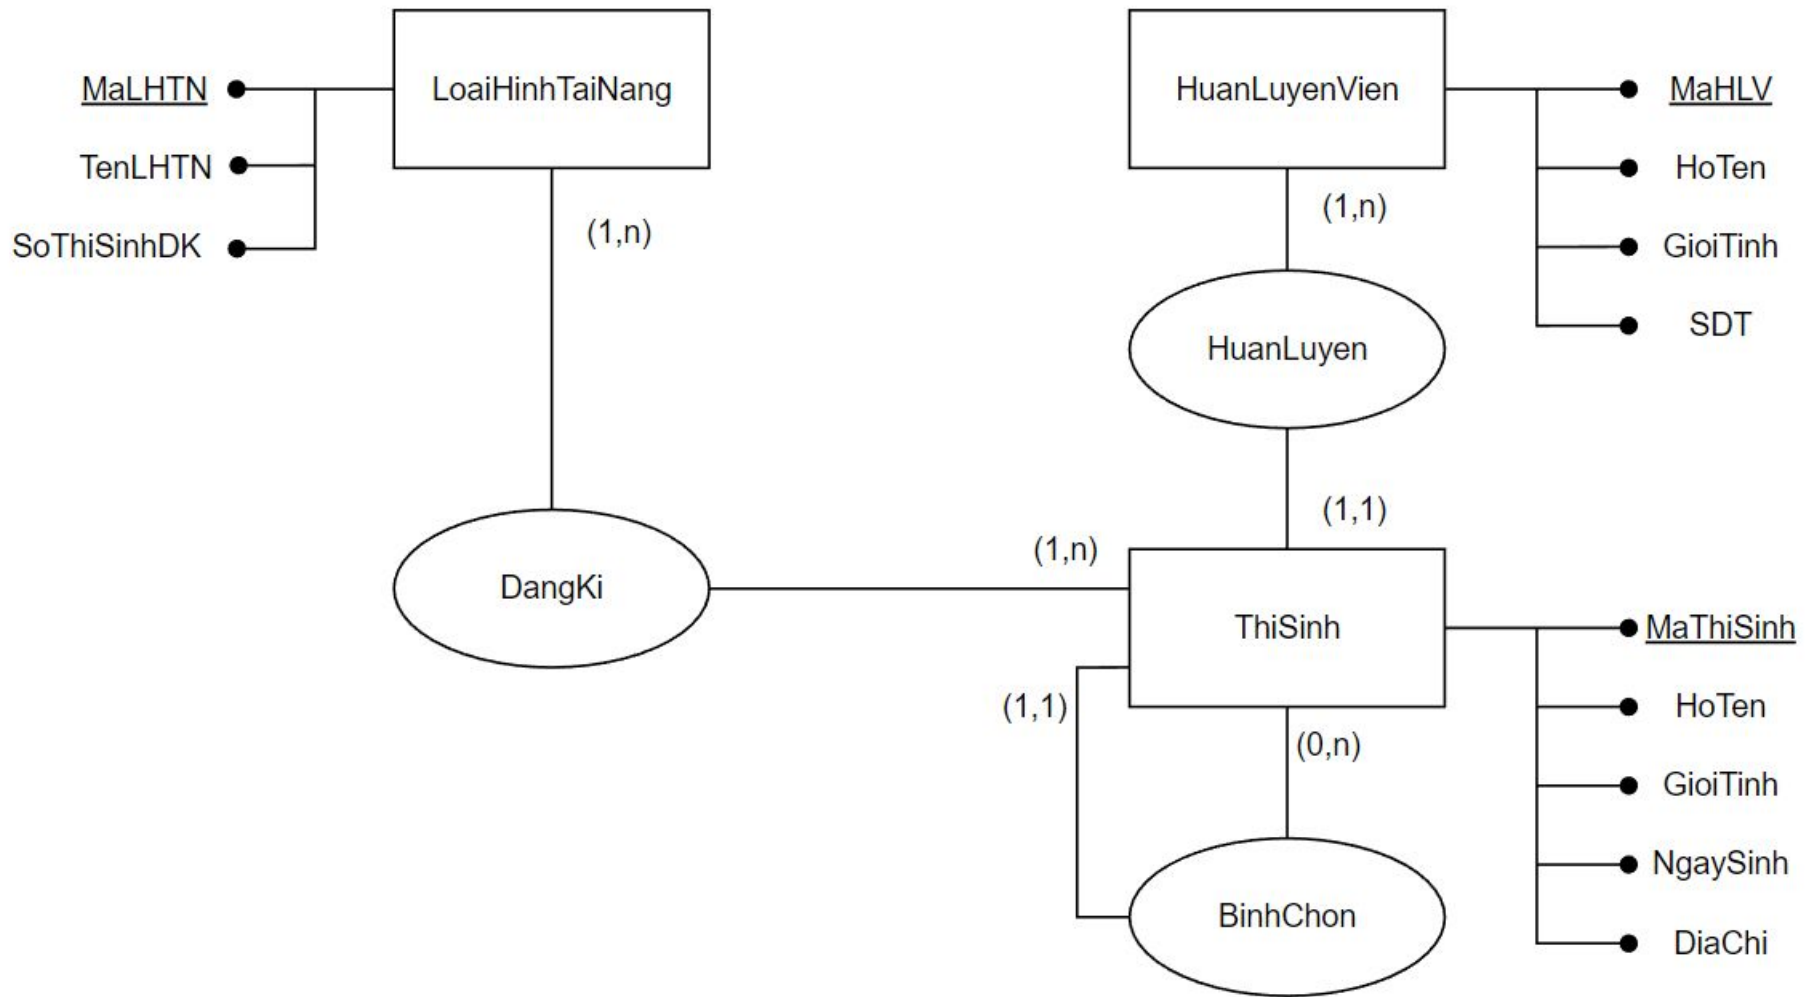 MaLHTN
TenLHTN
SoThiSinhDK
LoaiHinhTaiNang
(1,n)
DangKi
(1,n)
HuanLuyenVien
MaHLV
HoTen
GioiTinh
SDT
(1,n)
HuanLuyen
(1,1)
ThiSinh
MaThiSinh
HoTen
GioiTinh
NgaySinh
DiaChi
(1,1)
(0,n)
BinhChon